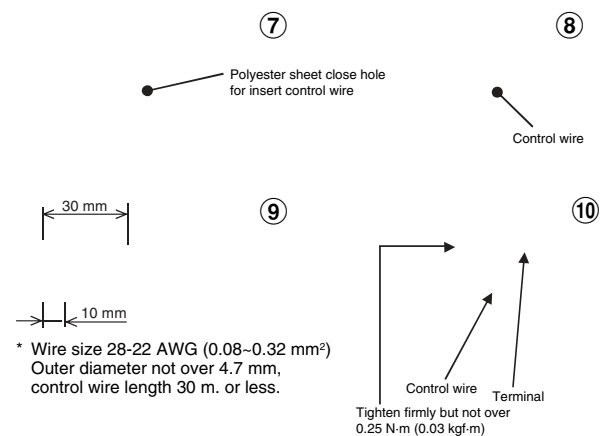 ⑦
Polyester sheet close hole
for insert control wire
⑧
Control wire
30 mm
⑨
10 mm
* Wire size 28-22 AWG (0.08~0.32 mm²)
Outer diameter not over 4.7 mm,
control wire length 30 m. or less.
⑩
Control wire
Terminal
Tighten firmly but not over
0.25 N·m (0.03 kgf·m)